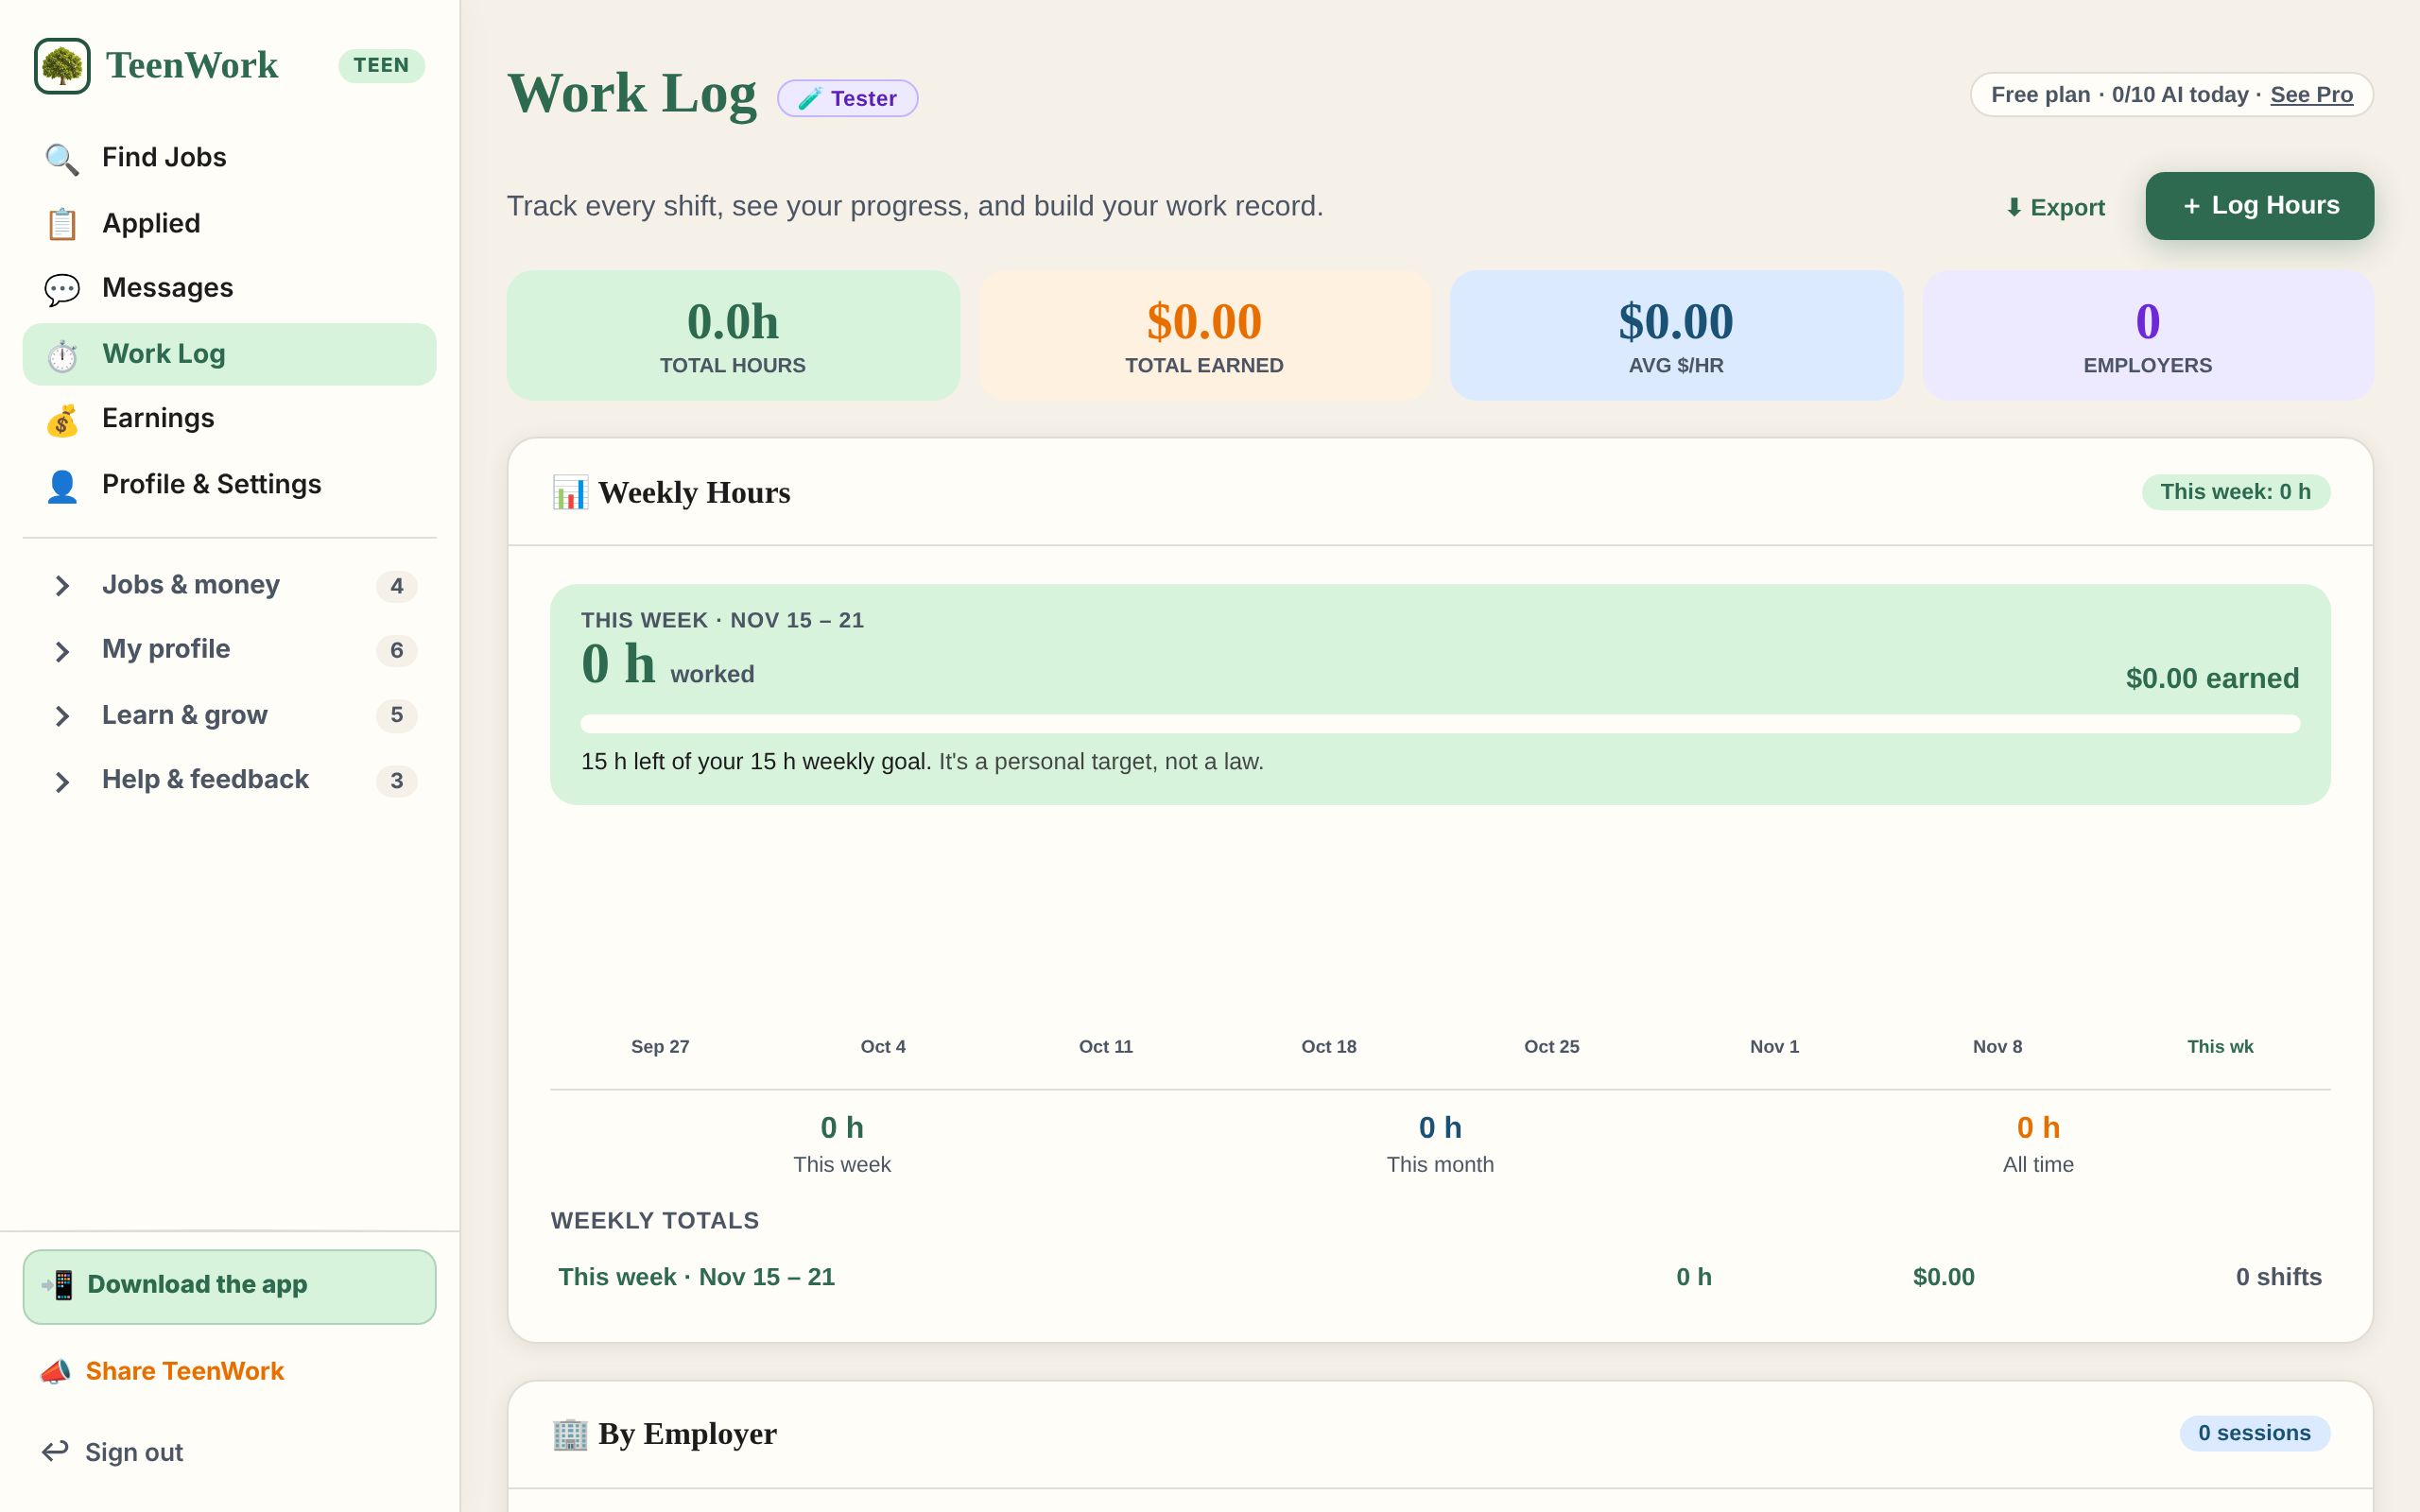 TeenWork TEEN
Find Jobs
Applied
Messages
Work Log
Earnings
Profile & Settings
Jobs & money 4
My profile 6
Learn & grow 5
Help & feedback 3
Download the app
Share TeenWork
Sign out
Work Log Tester
Free plan · 0/10 AI today · See Pro
Track every shift, see your progress, and build your work record.
⬇ Export
+ Log Hours
0.0h
TOTAL HOURS
$0.00
TOTAL EARNED
$0.00
AVG $/HR
0
EMPLOYERS
Weekly Hours
This week: 0 h
THIS WEEK · NOV 15 – 21
0 h worked
$0.00 earned
15 h left of your 15 h weekly goal. It's a personal target, not a law.
Sep 27 Oct 4 Oct 11 Oct 18 Oct 25 Nov 1 Nov 8 This wk
0 h
This week
0 h
This month
0 h
All time
WEEKLY TOTALS
This week · Nov 15 – 21 0 h $0.00 0 shifts
By Employer
0 sessions